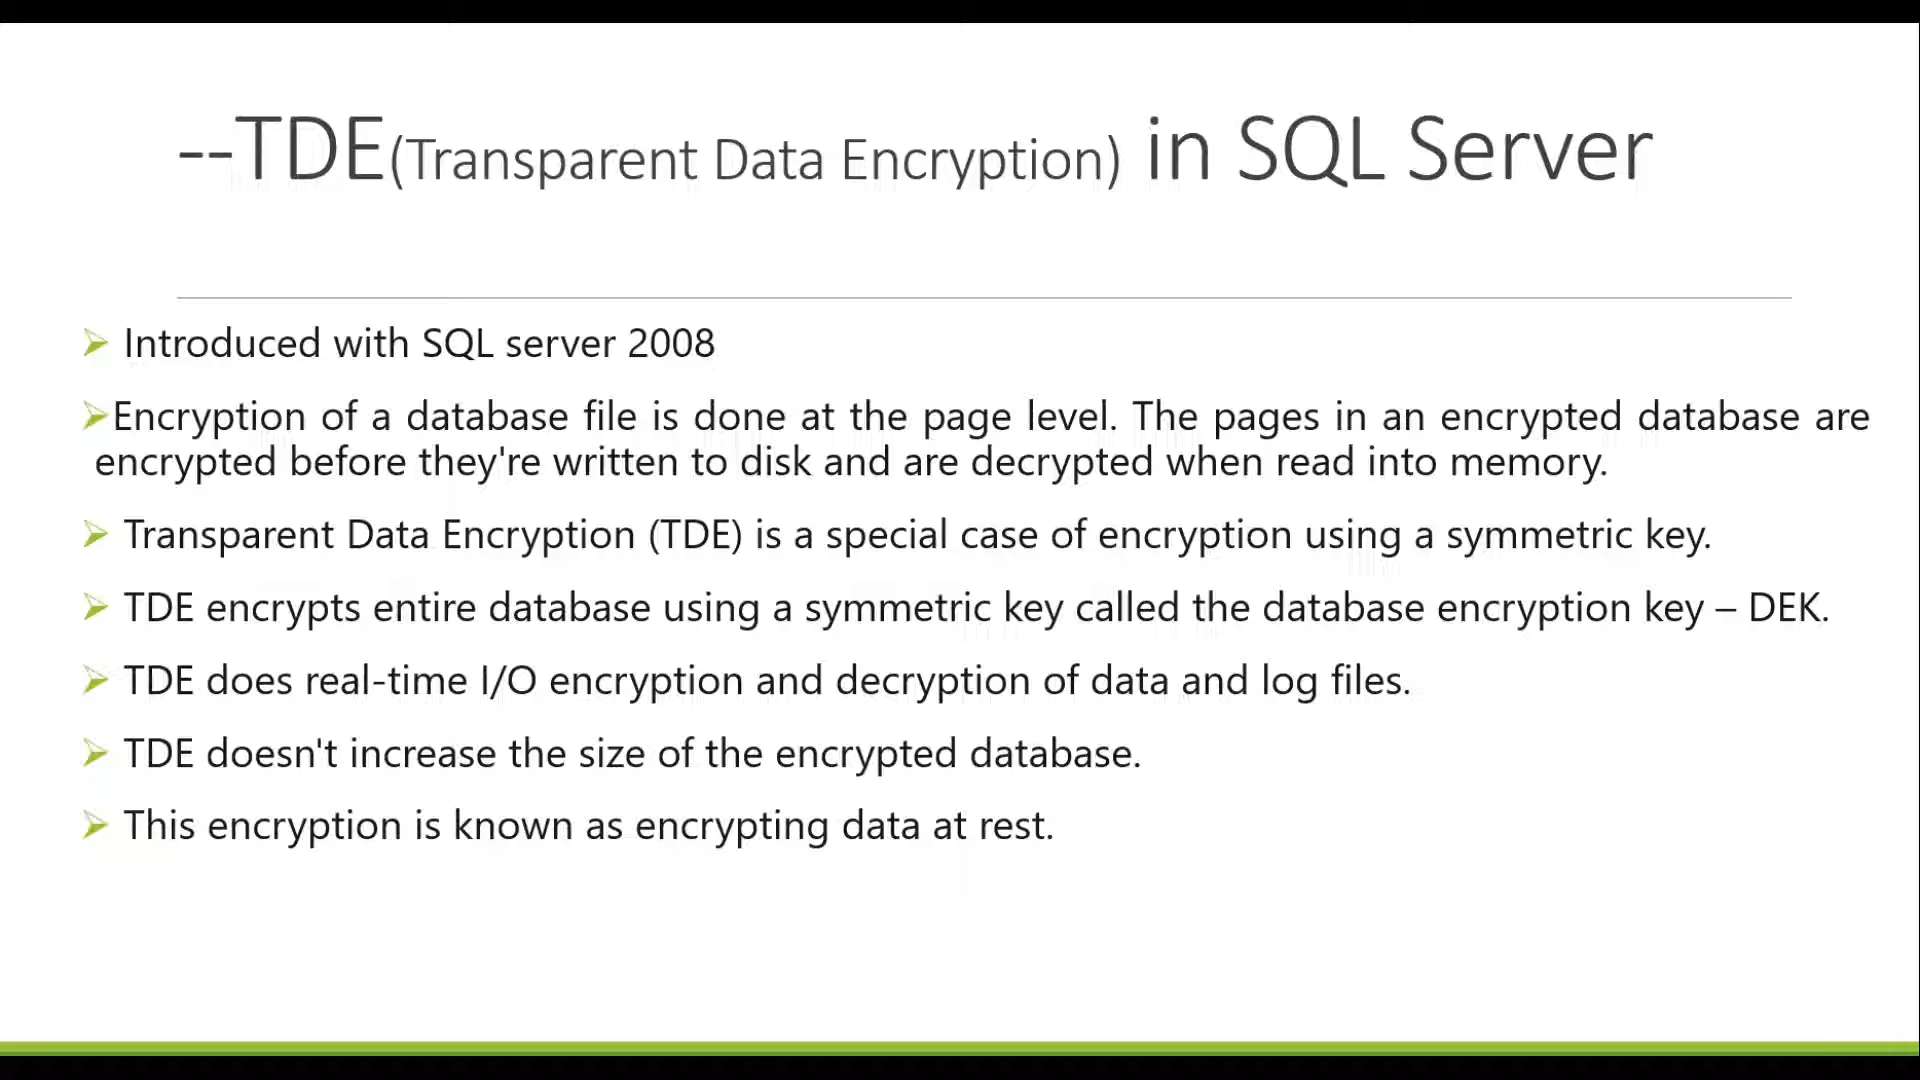 --TDE(Transparent Data Encryption) in SQL Server
Introduced with SQL server 2008
Encryption of a database file is done at the page level. The pages in an encrypted database are
encrypted before they're written to disk and are decrypted when read into memory.
Transparent Data Encryption (TDE) is a special case of encryption using a symmetric key.
TDE encrypts entire database using a symmetric key called the database encryption key – DEK.
TDE does real-time I/O encryption and decryption of data and log files.
TDE doesn't increase the size of the encrypted database.
This encryption is known as encrypting data at rest.